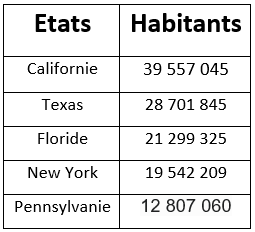 Etats Habitants
Californie 39 557 045
Texas 28 701 845
Floride 21 299 325
New York 19 542 209
Pennsylvanie 12 807 060